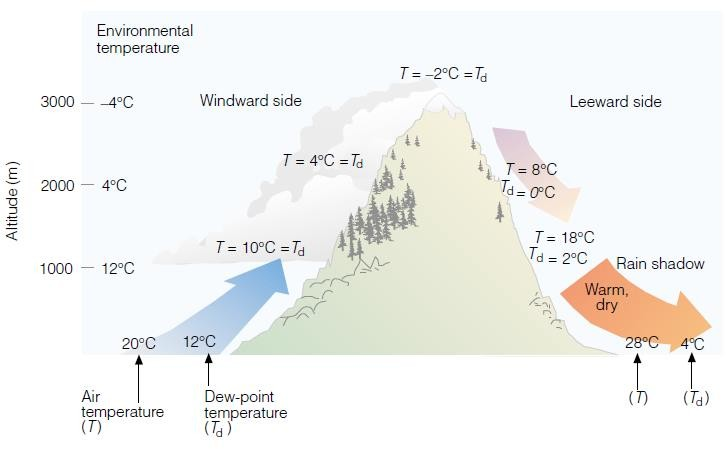 Environmental
temperature
T = –2°C = Td
3000 – –4°C
Windward side
Leeward side
T = 4°C = Td
T = 8°C
Td = 0°C
2000 – 4°C
Altitude (m)
T = 10°C = Td
T = 18°C
Td = 2°C
1000 – 12°C
Rain shadow
Warm,
dry
20°C 12°C
28°C 4°C
Air
temperature
(T)
Dew-point
temperature
(Td)
(T) (Td)